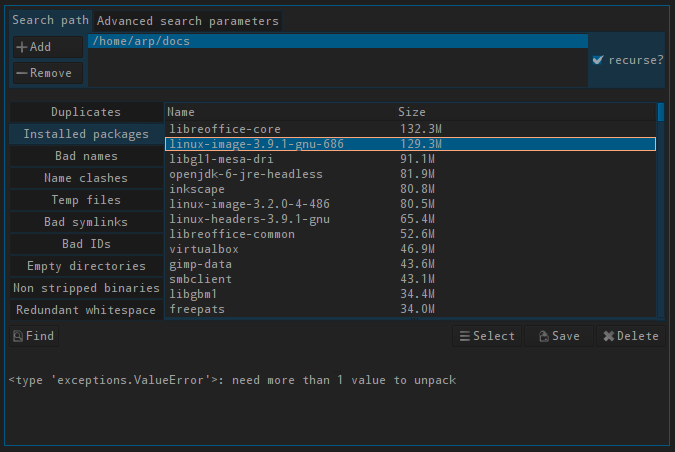 Search path Advanced search parameters
Add
/home/arp/docs
Remove
recurse?
Duplicates
Installed packages
Bad names
Name clashes
Temp files
Bad symlinks
Bad IDs
Empty directories
Non stripped binaries
Redundant whitespace
Name Size
libreoffice-core 132.3M
linux-image-3.9.1-gnu-686 129.3M
libgl1-mesa-dri 91.1M
openjdk-6-jre-headless 81.9M
inkscape 80.8M
linux-image-3.2.0-4-486 80.5M
linux-headers-3.9.1-gnu 65.4M
libreoffice-common 52.6M
virtualbox 46.9M
gimp-data 43.6M
smbclient 43.1M
libgbm1 34.4M
freepats 34.0M
Find Select Save Delete
<type 'exceptions.ValueError'>: need more than 1 value to unpack